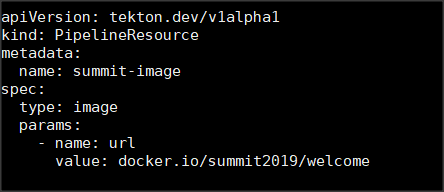 apiVersion: tekton.dev/v1alpha1
kind: PipelineResource
metadata:
  name: summit-image
spec:
  type: image
  params:
    - name: url
      value: docker.io/summit2019/welcome